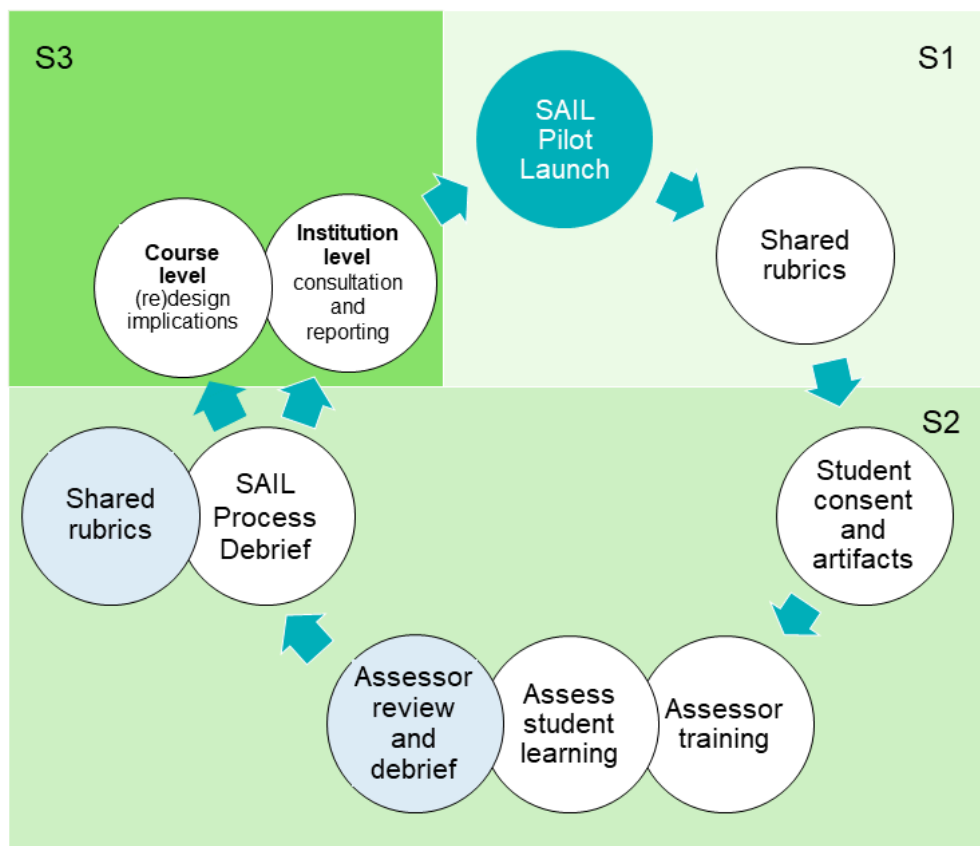 S3
S1
SAIL
Pilot
Launch
Shared
rubrics
Course
level
(re)design
implications
Institution
level
consultation
and
reporting
S2
Shared
rubrics
SAIL
Process
Debrief
Student
consent
and
artifacts
Assessor
review
and
debrief
Assess
student
learning
Assessor
training